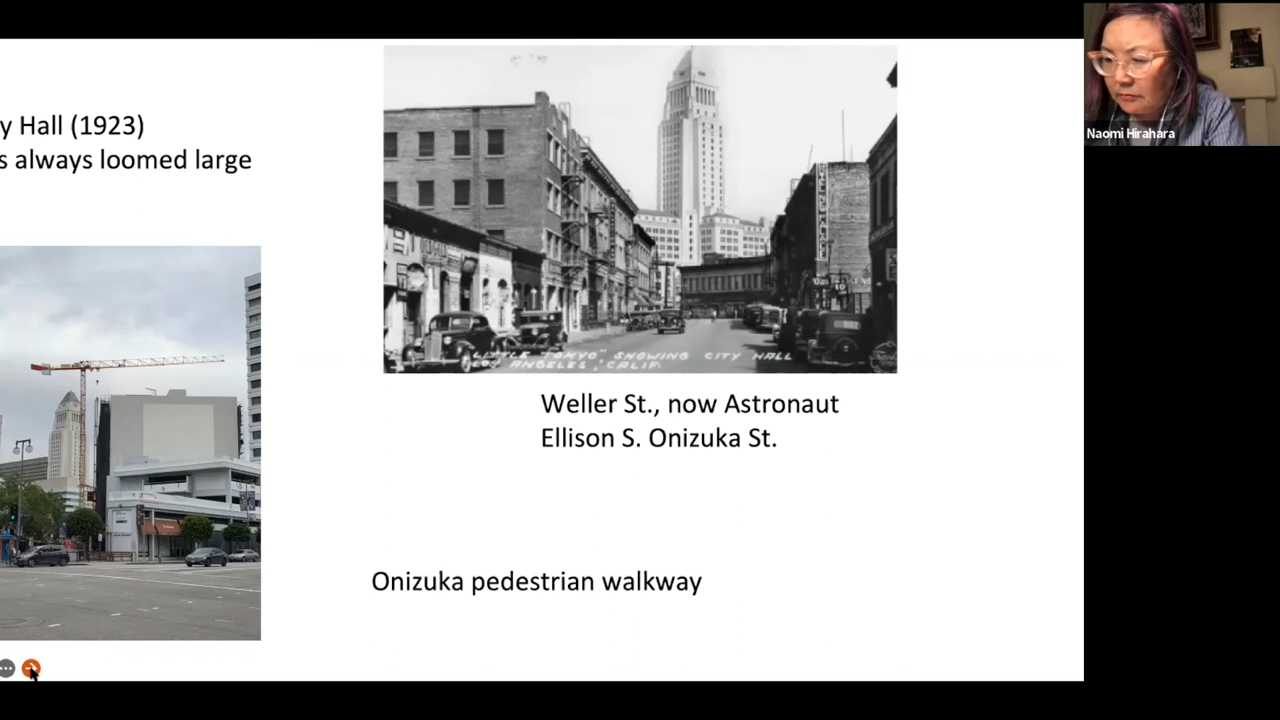 y Hall (1923)
s always loomed large
"LITTLE TOKYO" SHOWING CITY HALL
LOS ANGELES, CALIF.
Weller St., now Astronaut
Ellison S. Onizuka St.
Onizuka pedestrian walkway
Naomi Hirahara